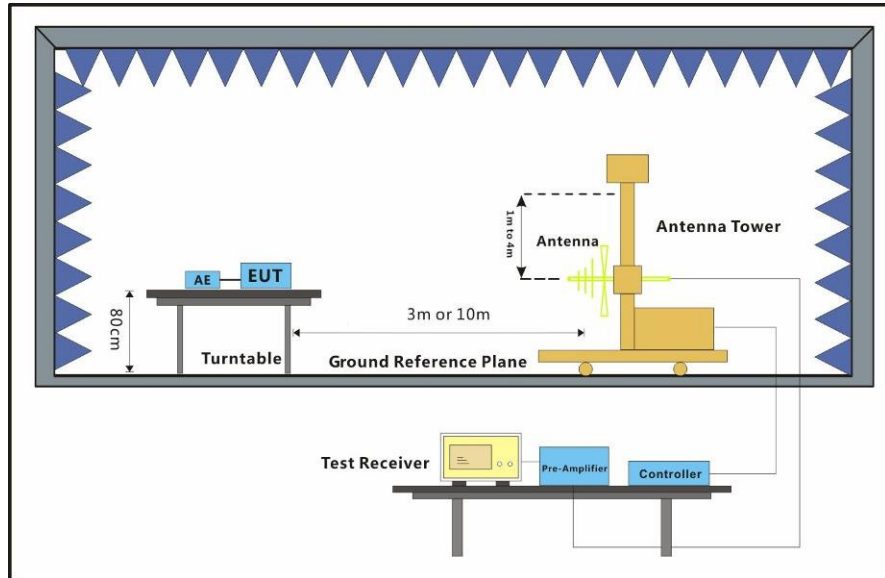 1m to 4m
Antenna
Antenna Tower
AE
EUT
80cm
3m or 10m
Turntable
Ground Reference Plane
Test Receiver
Pre-Amplifier
Controller